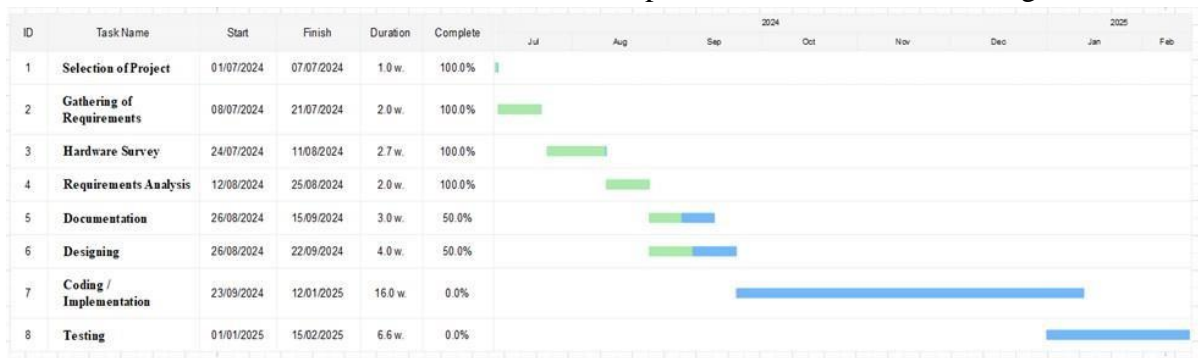 2024 2025
ID Task Name Start Finish Duration Complete
Jul Aug Sep Oct Nov Dec Jan Feb
1 Selection of Project 01/07/2024 07/07/2024 1.0 w. 100.0%
2 Gathering of Requirements 08/07/2024 21/07/2024 2.0 w. 100.0%
3 Hardware Survey 24/07/2024 11/08/2024 2.7 w. 100.0%
4 Requirements Analysis 12/08/2024 25/08/2024 2.0 w. 100.0%
5 Documentation 26/08/2024 15/09/2024 3.0 w. 50.0%
6 Designing 26/08/2024 22/09/2024 4.0 w. 50.0%
7 Coding / Implementation 23/09/2024 12/01/2025 16.0 w. 0.0%
8 Testing 01/01/2025 15/02/2025 6.6 w. 0.0%